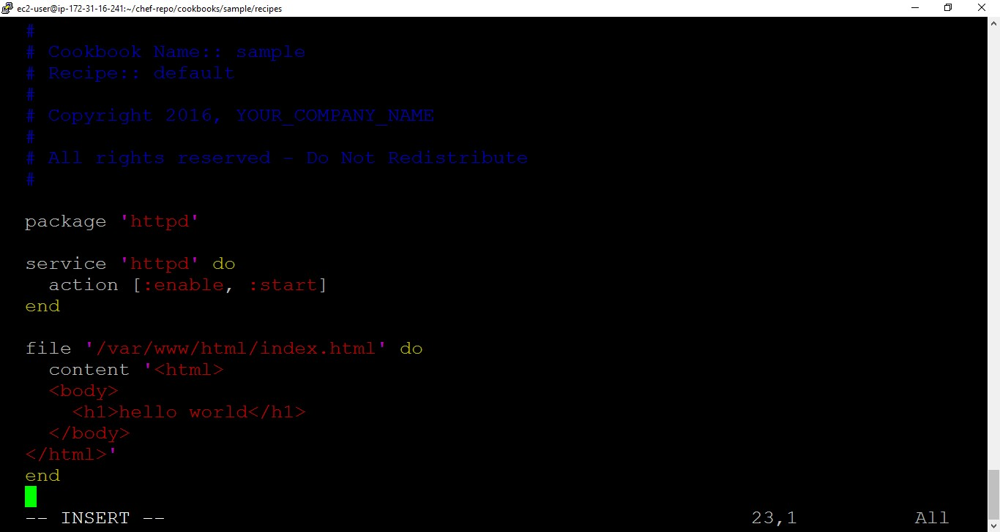 ec2-user@ip-172-31-16-241:~/chef-repo/cookbooks/sample/recipes
#
# Cookbook Name:: sample
# Recipe:: default
#
# Copyright 2016, YOUR_COMPANY_NAME
#
# All rights reserved - Do Not Redistribute
#

package 'httpd'

service 'httpd' do
  action [:enable, :start]
end

file '/var/www/html/index.html' do
  content '<html>
  <body>
    <h1>hello world</h1>
  </body>
</html>'
end
-- INSERT -- 23,1 All